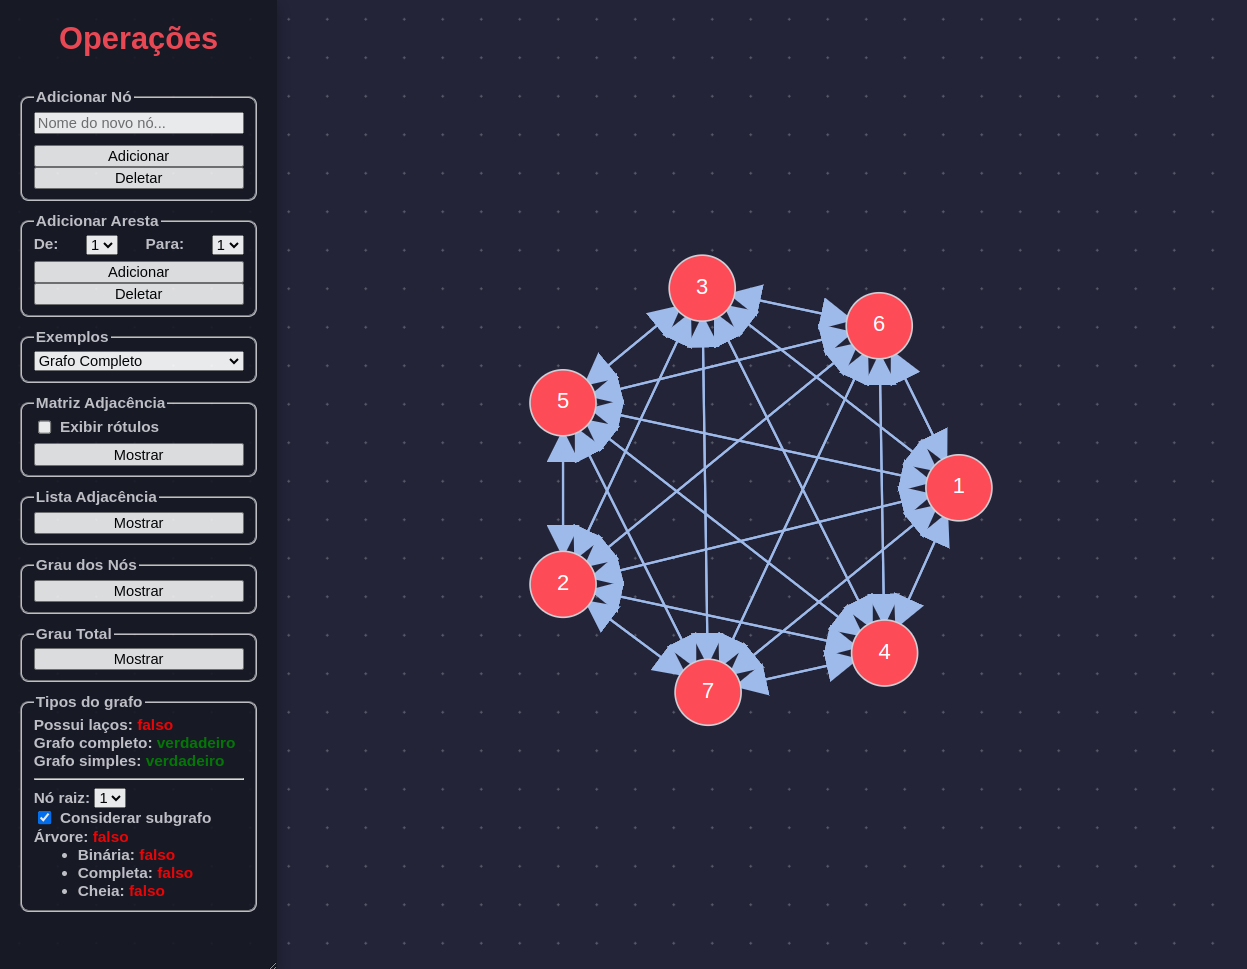 Operações
Adicionar Nó
Nome do novo nó...
Adicionar
Deletar
Adicionar Aresta
De: 1 Para: 1
Adicionar
Deletar
Exemplos
Grafo Completo
Matriz Adjacência
Exibir rótulos
Mostrar
Lista Adjacência
Mostrar
Grau dos Nós
Mostrar
Grau Total
Mostrar
Tipos do grafo
Possui laços: falso
Grafo completo: verdadeiro
Grafo simples: verdadeiro
Nó raiz: 1
Considerar subgrafo
Árvore: falso
Binária: falso
Completa: falso
Cheia: falso
3
6
5
1
2
4
7